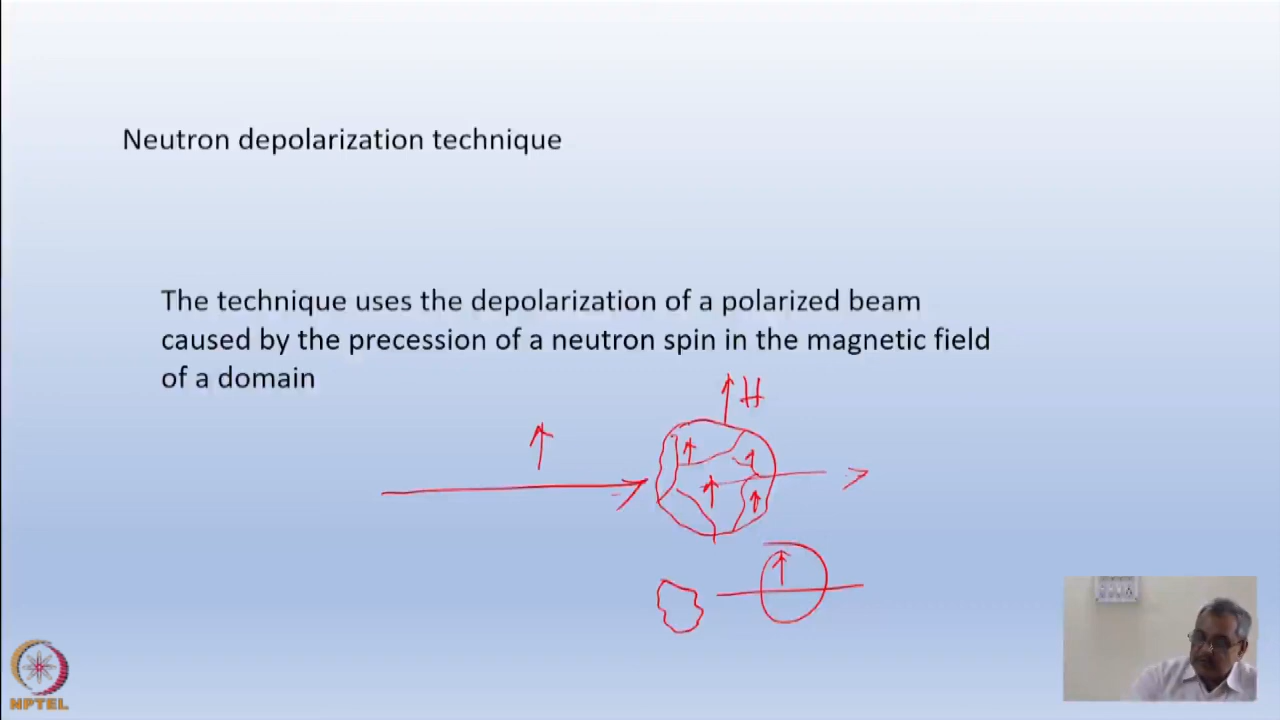 Neutron depolarization technique
The technique uses the depolarization of a polarized beam
caused by the precession of a neutron spin in the magnetic field
of a domain
H
NPTEL